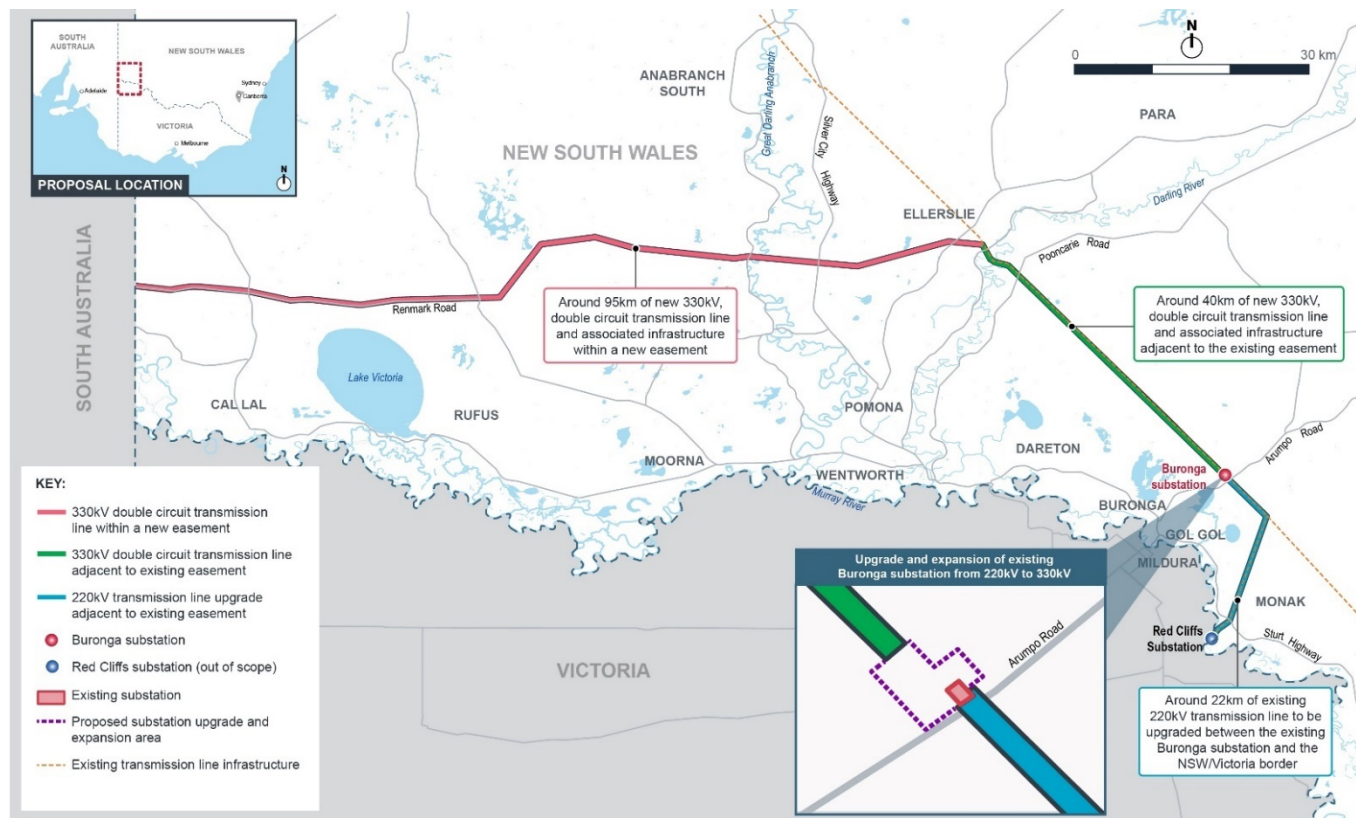 SOUTH
AUSTRALIA
NEW SOUTH WALES
Sydney
Adelaide
Canberra
VICTORIA
Melbourne
N
PROPOSAL LOCATION
N
0
30 km
ANABRANCH
SOUTH
Great Darling Anabranch
Silver City
Highway
PARA
NEW SOUTH WALES
Darling River
ELLERSLIE
Pooncarie Road
SOUTH AUSTRALIA
Renmark Road
Around 95km of new 330kV,
double circuit transmission line
and associated infrastructure
within a new easement
Around 40km of new 330kV,
double circuit transmission line
and associated infrastructure
adjacent to the existing easement
Lake Victoria
CAL LAL
RUFUS
POMONA
MOORNA
WENTWORTH
Murray River
DARETON
Arumpo Road
Buronga
substation
BURONGA
GOL GOL
MILDURA
MONAK
Red Cliffs
Substation
Sturt Highway
VICTORIA
KEY:
330kV double circuit transmission
line within a new easement
330kV double circuit transmission line
adjacent to existing easement
220kV transmission line upgrade
adjacent to existing easement
Buronga substation
Red Cliffs substation (out of scope)
Existing substation
Proposed substation upgrade and
expansion area
Existing transmission line infrastructure
Upgrade and expansion of existing
Buronga substation from 220kV to 330kV
Arumpo Road
Around 22km of existing
220kV transmission line to be
upgraded between the existing
Buronga substation and the
NSW/Victoria border